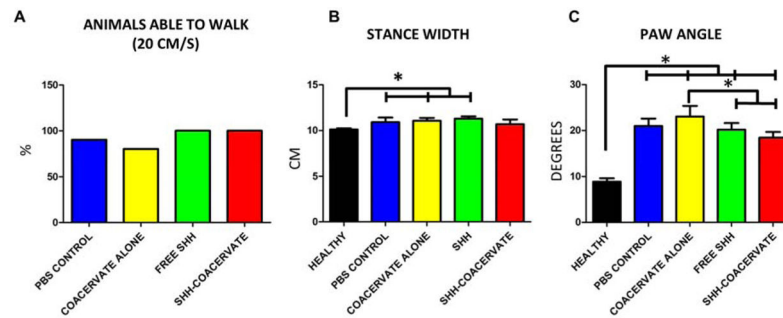 A
ANIMALS ABLE TO WALK
(20 CM/S)
150
100
50
0
%
PBS CONTROL
COACERVATE ALONE
FREE SHH
SHH-COACERVATE
B
STANCE WIDTH
*
15
10
5
0
CM
HEALTHY
PBS CONTROL
COACERVATE ALONE
SHH
SHH-COACERVATE
C
PAW ANGLE
*
*
30
20
10
0
DEGREES
HEALTHY
PBS CONTROL
COACERVATE ALONE
FREE SHH
SHH-COACERVATE